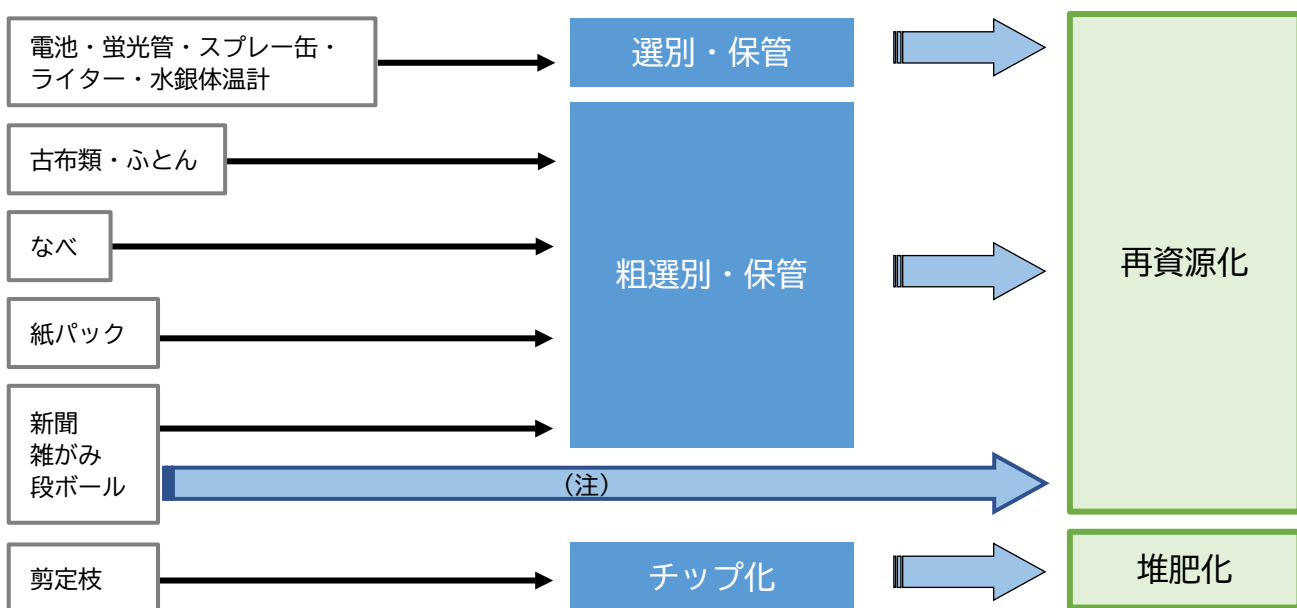 電池・蛍光管・スプレー缶・
ライター・水銀体温計
選別・保管
古布類・ふとん
なべ
粗選別・保管
再資源化
紙パック
新聞
雑がみ
段ボール
（注）
剪定枝
チップ化
堆肥化